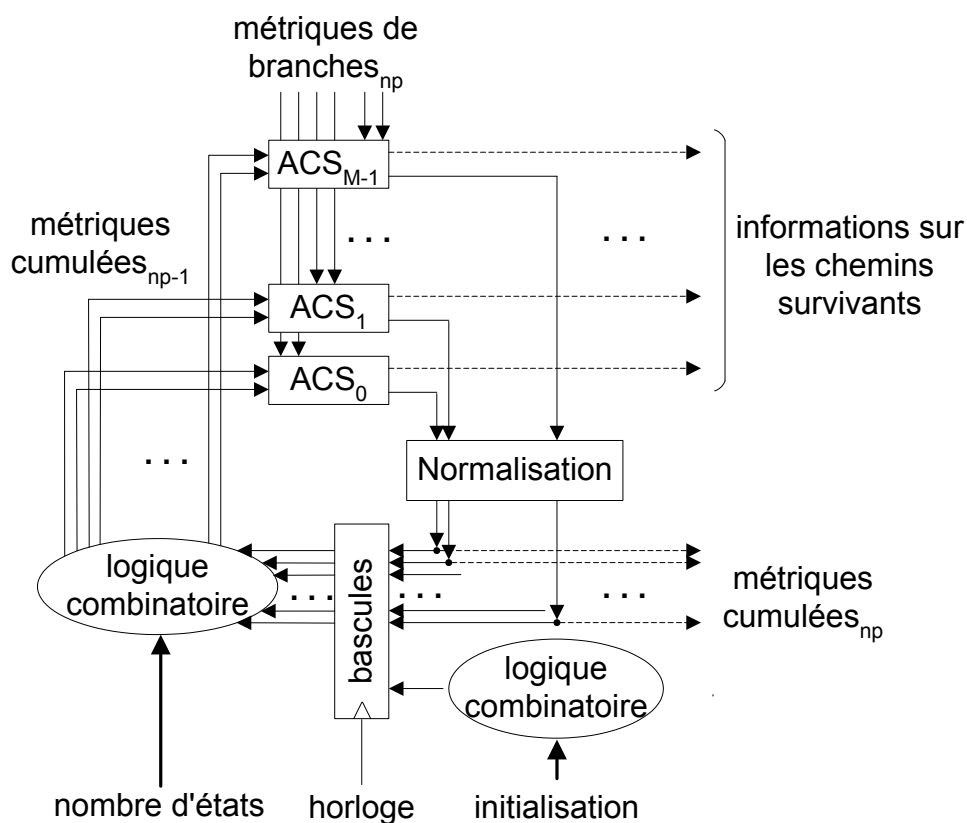 métriques de
branches_np
ACS_M-1
métriques
cumulées_np-1
. . .
. . .
informations sur
les chemins
survivants
ACS_1
ACS_0
. . .
Normalisation
logique
combinatoire
. . .
bascules
. . .
. . .
métriques
cumulées_np
logique
combinatoire
nombre d'états
horloge
initialisation